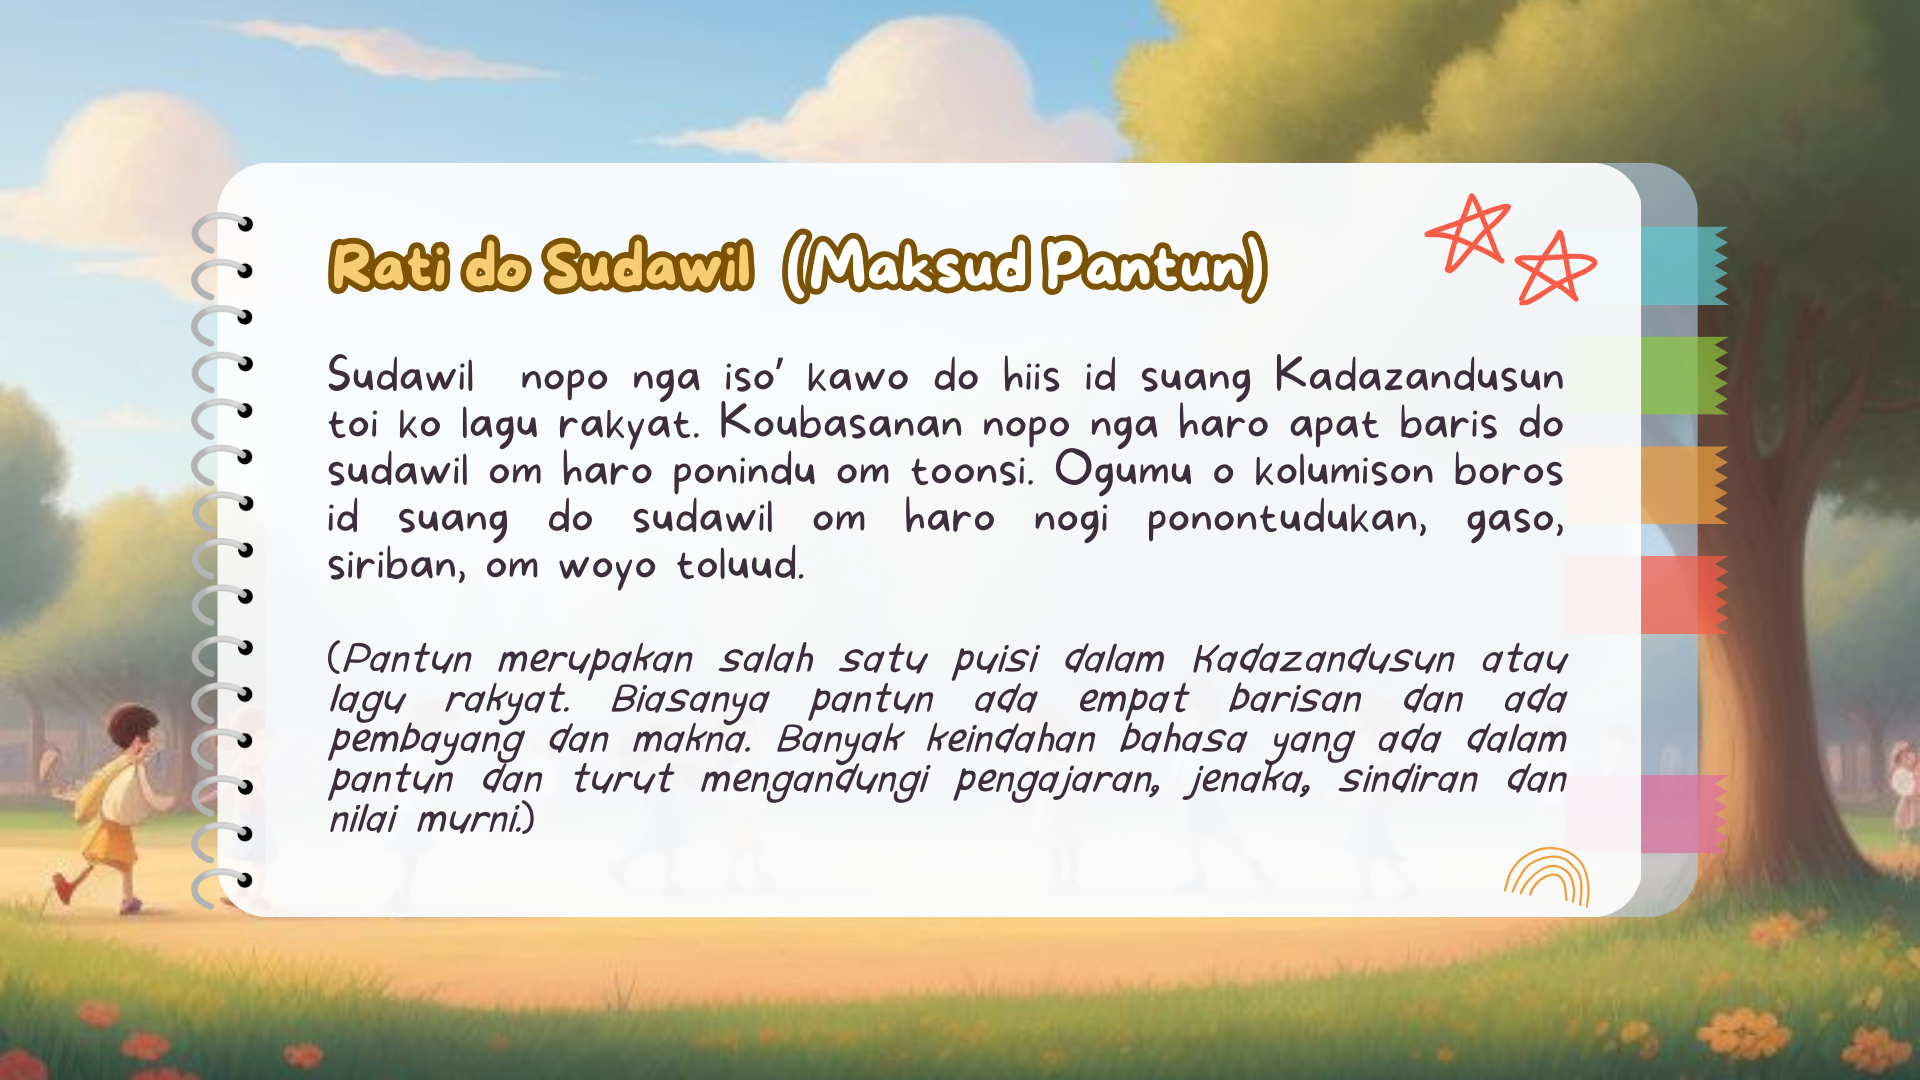 Rati do Sudawil (Maksud Pantun)
Sudawil nopo nga iso' kawo do hiis id suang Kadazandusun
toi ko lagu rakyat. Koubasanan nopo nga haro apat baris do
sudawil om haro ponindu om toonsi. Ogumu o kolumison boros
id suang do sudawil om haro nogi ponontudukan, gaso,
siriban, om woyo toluud.
(Pantun merupakan salah satu puisi dalam Kadazandusun atau
lagu rakyat. Biasanya pantun ada empat barisan dan ada
pembayang dan makna. Banyak keindahan bahasa yang ada dalam
pantun dan turut mengandungi pengajaran, jenaka, sindiran dan
nilai murni.)